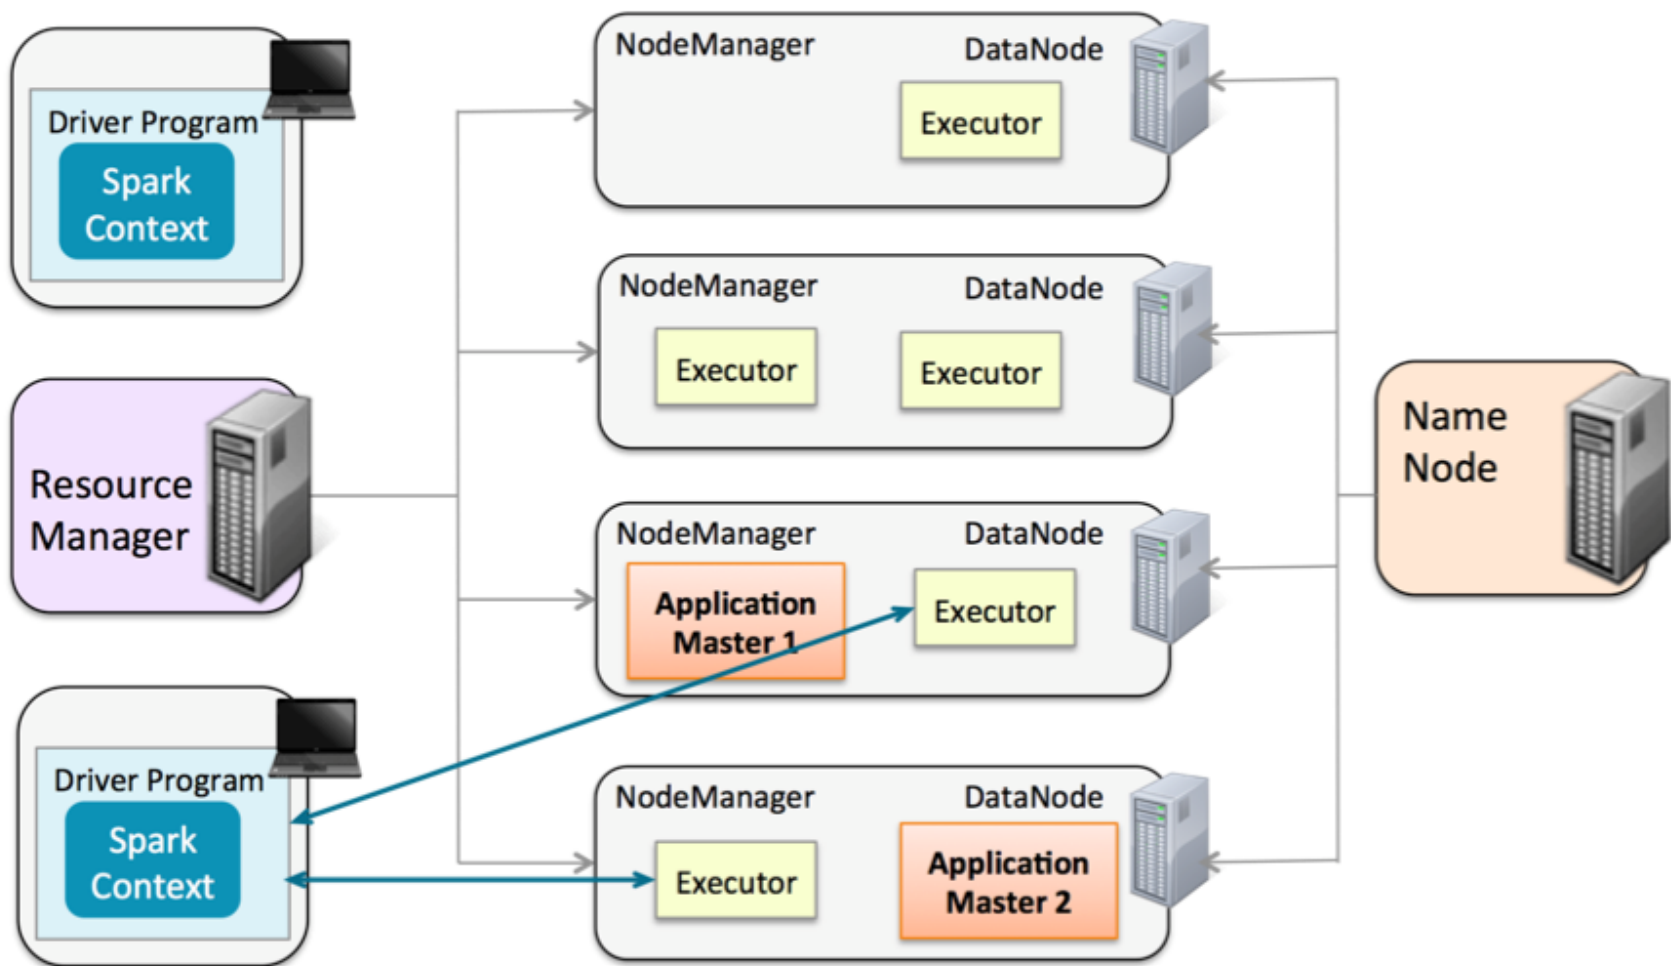 Driver Program
Spark
Context
Resource
Manager
Driver Program
Spark
Context
NodeManager
DataNode
Executor
NodeManager
DataNode
Executor
Executor
NodeManager
DataNode
Application
Master 1
Executor
NodeManager
DataNode
Executor
Application
Master 2
Name
Node